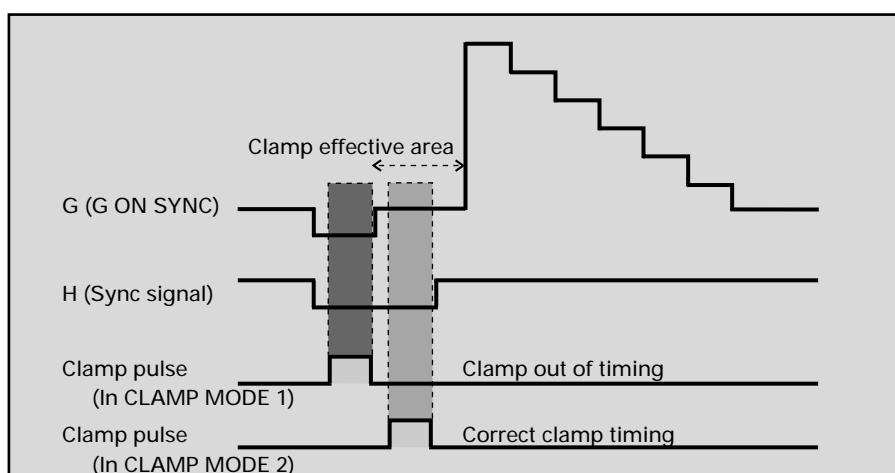 Clamp effective area
G (G ON SYNC)
H (Sync signal)
Clamp pulse
(In CLAMP MODE 1)
Clamp out of timing
Clamp pulse
(In CLAMP MODE 2)
Correct clamp timing